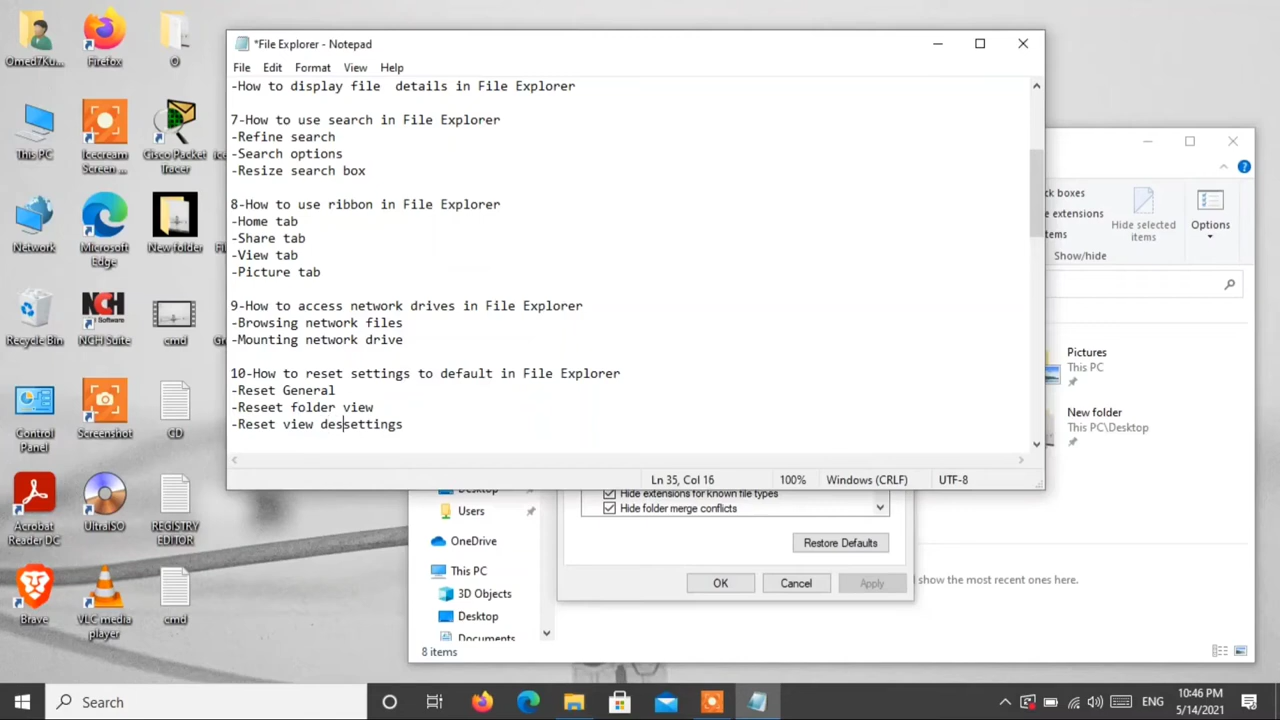 *File Explorer - Notepad
File Edit Format View Help
-How to display file  details in File Explorer
7-How to use search in File Explorer
-Refine search
-Search options
-Resize search box
8-How to use ribbon in File Explorer
-Home tab
-Share tab
-View tab
-Picture tab
9-How to access network drives in File Explorer
-Browsing network files
-Mounting network drive
10-How to reset settings to default in File Explorer
-Reset General
-Reseet folder view
-Reset view dessettings
Ln 35, Col 16
100%
Windows (CRLF)
UTF-8
Omed7Ku...
Firefox
O
This PC
Icecream
Screen ...
Cisco Packet
Tracer
Network
Microsoft
Edge
New folder
Recycle Bin
NCH Software
NCH Suite
cmd
Control
Panel
Screenshot
CD
Acrobat
Reader DC
UltraISO
REGISTRY
EDITOR
Brave
VLC media
player
cmd
ck boxes
extensions
tems
Hide selected
items
Options
Show/hide
Pictures
This PC
New folder
This PC\Desktop
show the most recent ones here.
Hide extensions for known file types
Hide folder merge conflicts
Restore Defaults
OK
Cancel
Apply
Desktop
Users
OneDrive
This PC
3D Objects
Desktop
Documents
8 items
Search
ENG
10:46 PM
5/14/2021